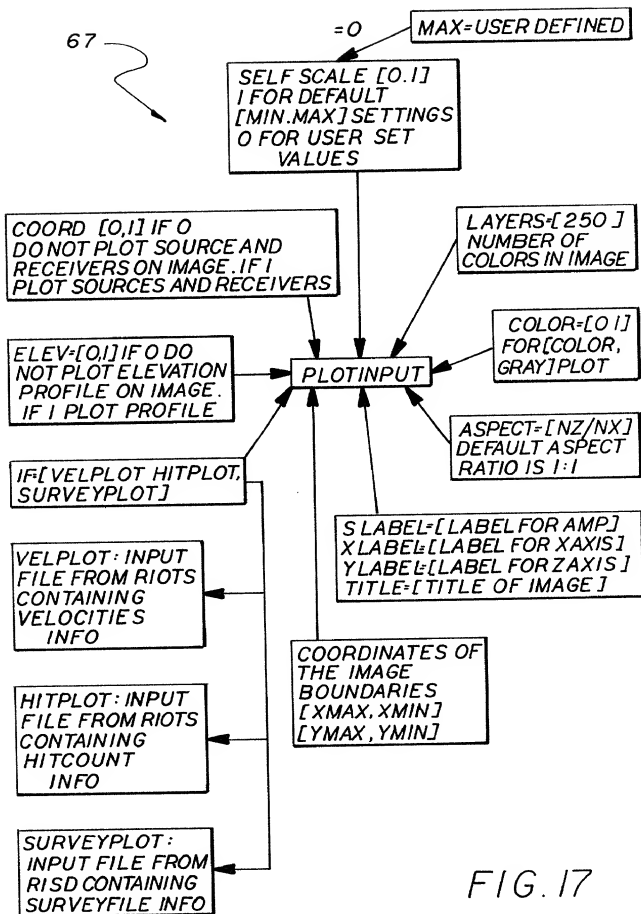 67
=0
MAX=USER DEFINED
SELF SCALE [0.1]
1 FOR DEFAULT
[MIN.MAX] SETTINGS
0 FOR USER SET
VALUES
COORD [0,1] IF 0
DO NOT PLOT SOURCE AND
RECEIVERS ON IMAGE. IF 1
PLOT SOURCES AND RECEIVERS
LAYERS=[250]
NUMBER OF
COLORS IN IMAGE
ELEV=[0,1] IF 0 DO
NOT PLOT ELEVATION
PROFILE ON IMAGE.
IF 1 PLOT PROFILE
PLOTINPUT
COLOR=[0 1]
FOR [COLOR,
GRAY] PLOT
ASPECT=[NZ/NX]
DEFAULT ASPECT
RATIO IS 1:1
IF=[VELPLOT HITPLOT,
SURVEYPLOT]
SLABEL=[LABEL FOR AMP]
XLABEL=[LABEL FOR XAXIS]
YLABEL=[LABEL FOR ZAXIS]
TITLE=[TITLE OF IMAGE]
VELPLOT: INPUT
FILE FROM RIOTS
CONTAINING
VELOCITIES
INFO
COORDINATES OF
THE IMAGE
BOUNDARIES
[XMAX, XMIN]
[YMAX, YMIN]
HITPLOT: INPUT
FILE FROM RIOTS
CONTAINING
HITCOUNT
INFO
SURVEYPLOT:
INPUT FILE FROM
RISD CONTAINING
SURVEYFILE INFO
FIG. 17